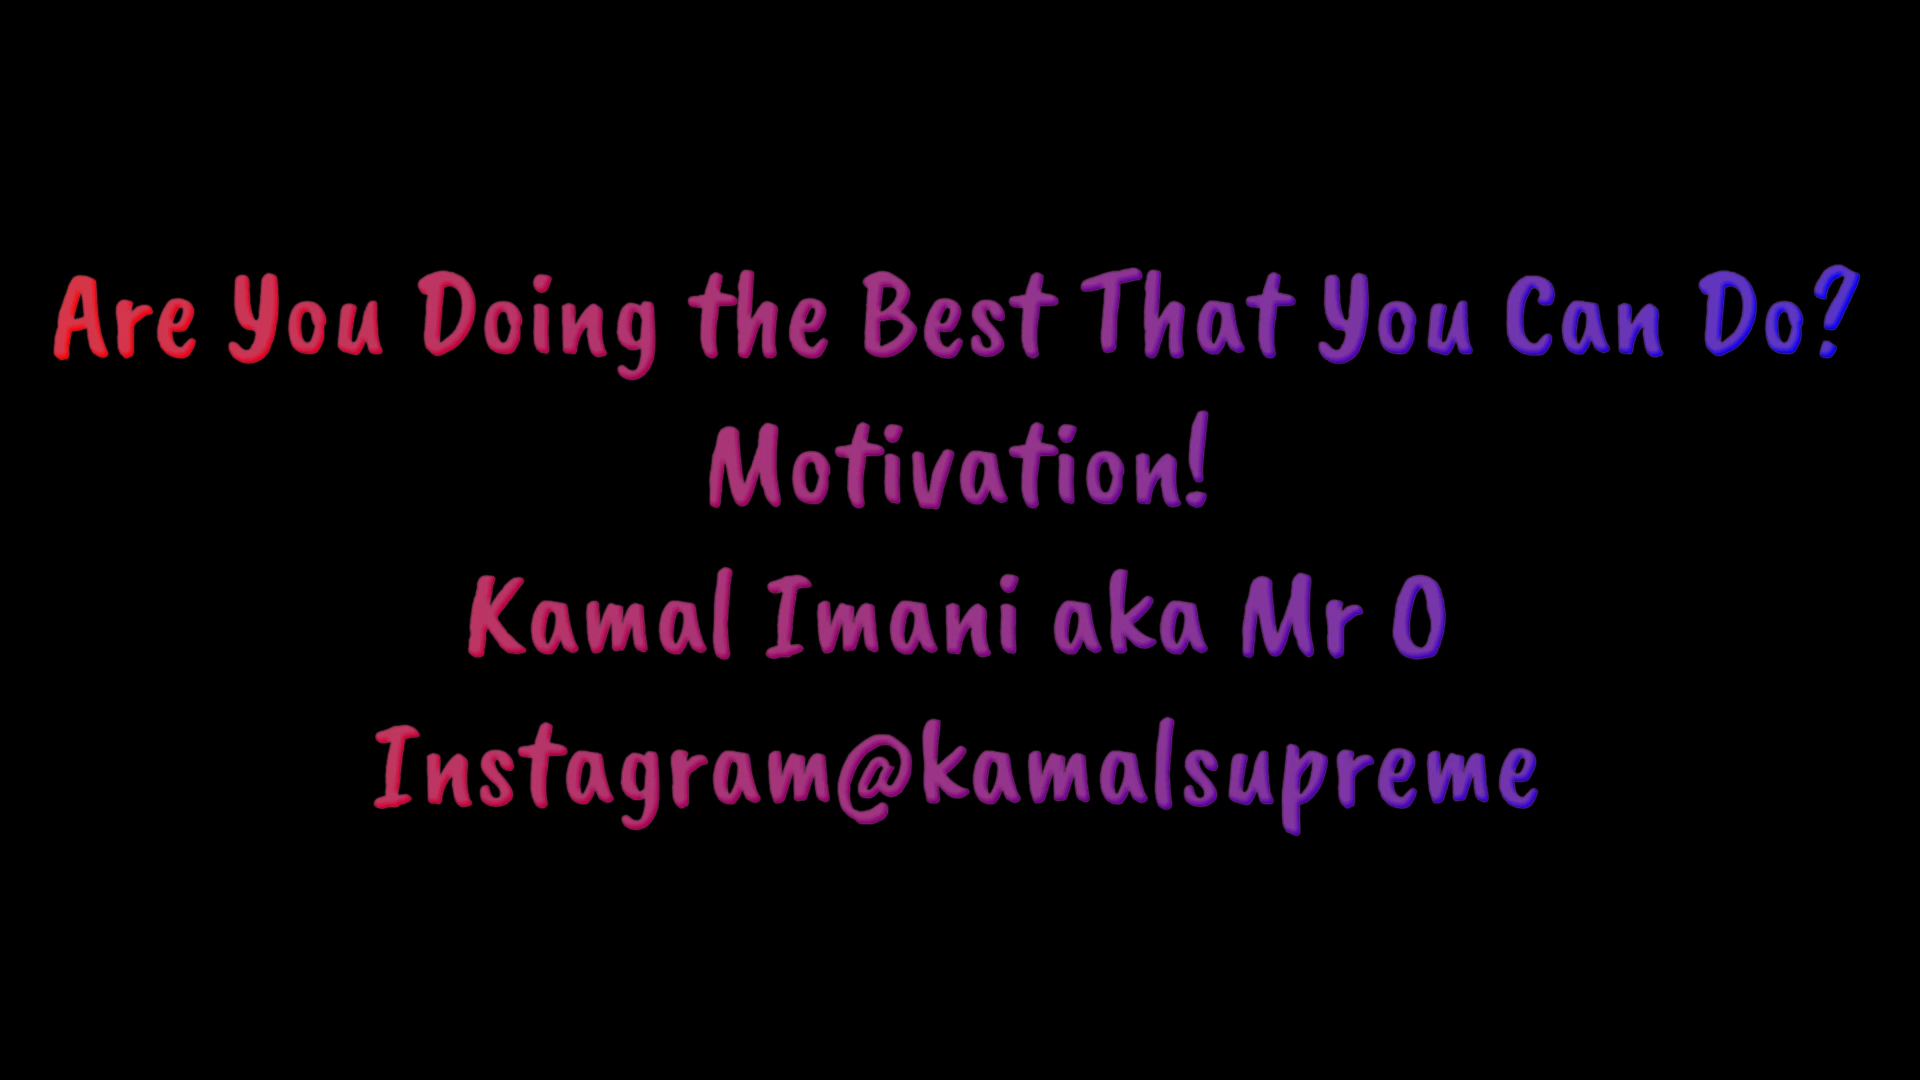 Are You Doing the Best That You Can Do?
Motivation!
Kamal Imani aka Mr O
Instagram@kamalsupreme